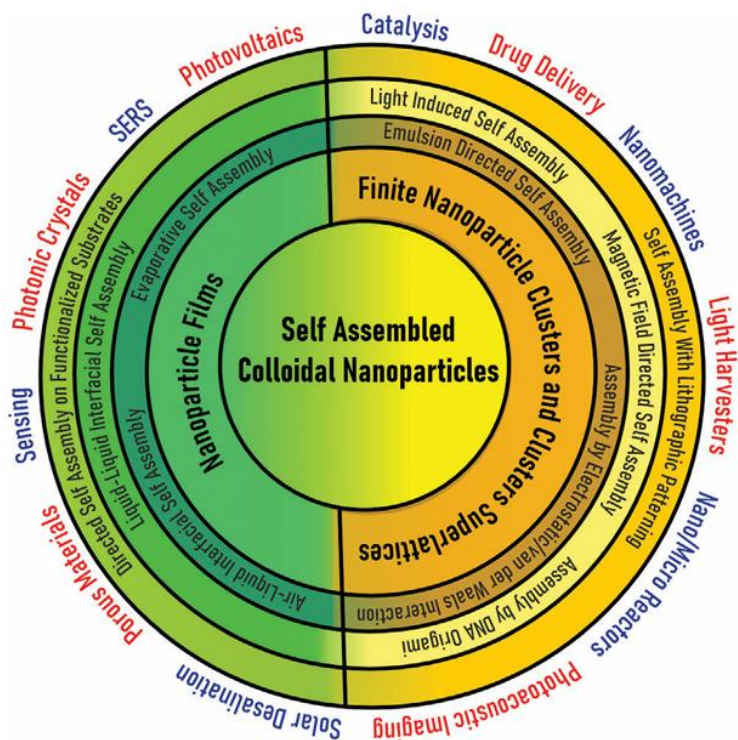 Catalysis
Drug Delivery
Nanomachines
Light Harvesters
Nano/Micro Reactors
Photoacoustic Imaging
Solar Desalination
Porous Materials
Sensing
Photonic Crystals
SERS
Photovoltaics
Light Induced Self Assembly
Emulsion Directed Self Assembly
Finite Nanoparticle Clusters and Clusters Superlattices
Self Assembly With Lithographic Patterning
Magnetic Field Directed Self Assembly
Assembly by Electrostatic/van der Waals Interaction
Assembly by DNA Origami
Directed Self Assembly on Functionalized Substrates
Liquid-Liquid Interfacial Self Assembly
Evaporative Self Assembly
Air-Liquid Interfacial Self Assembly
Nanoparticle Films
Self Assembled
Colloidal Nanoparticles